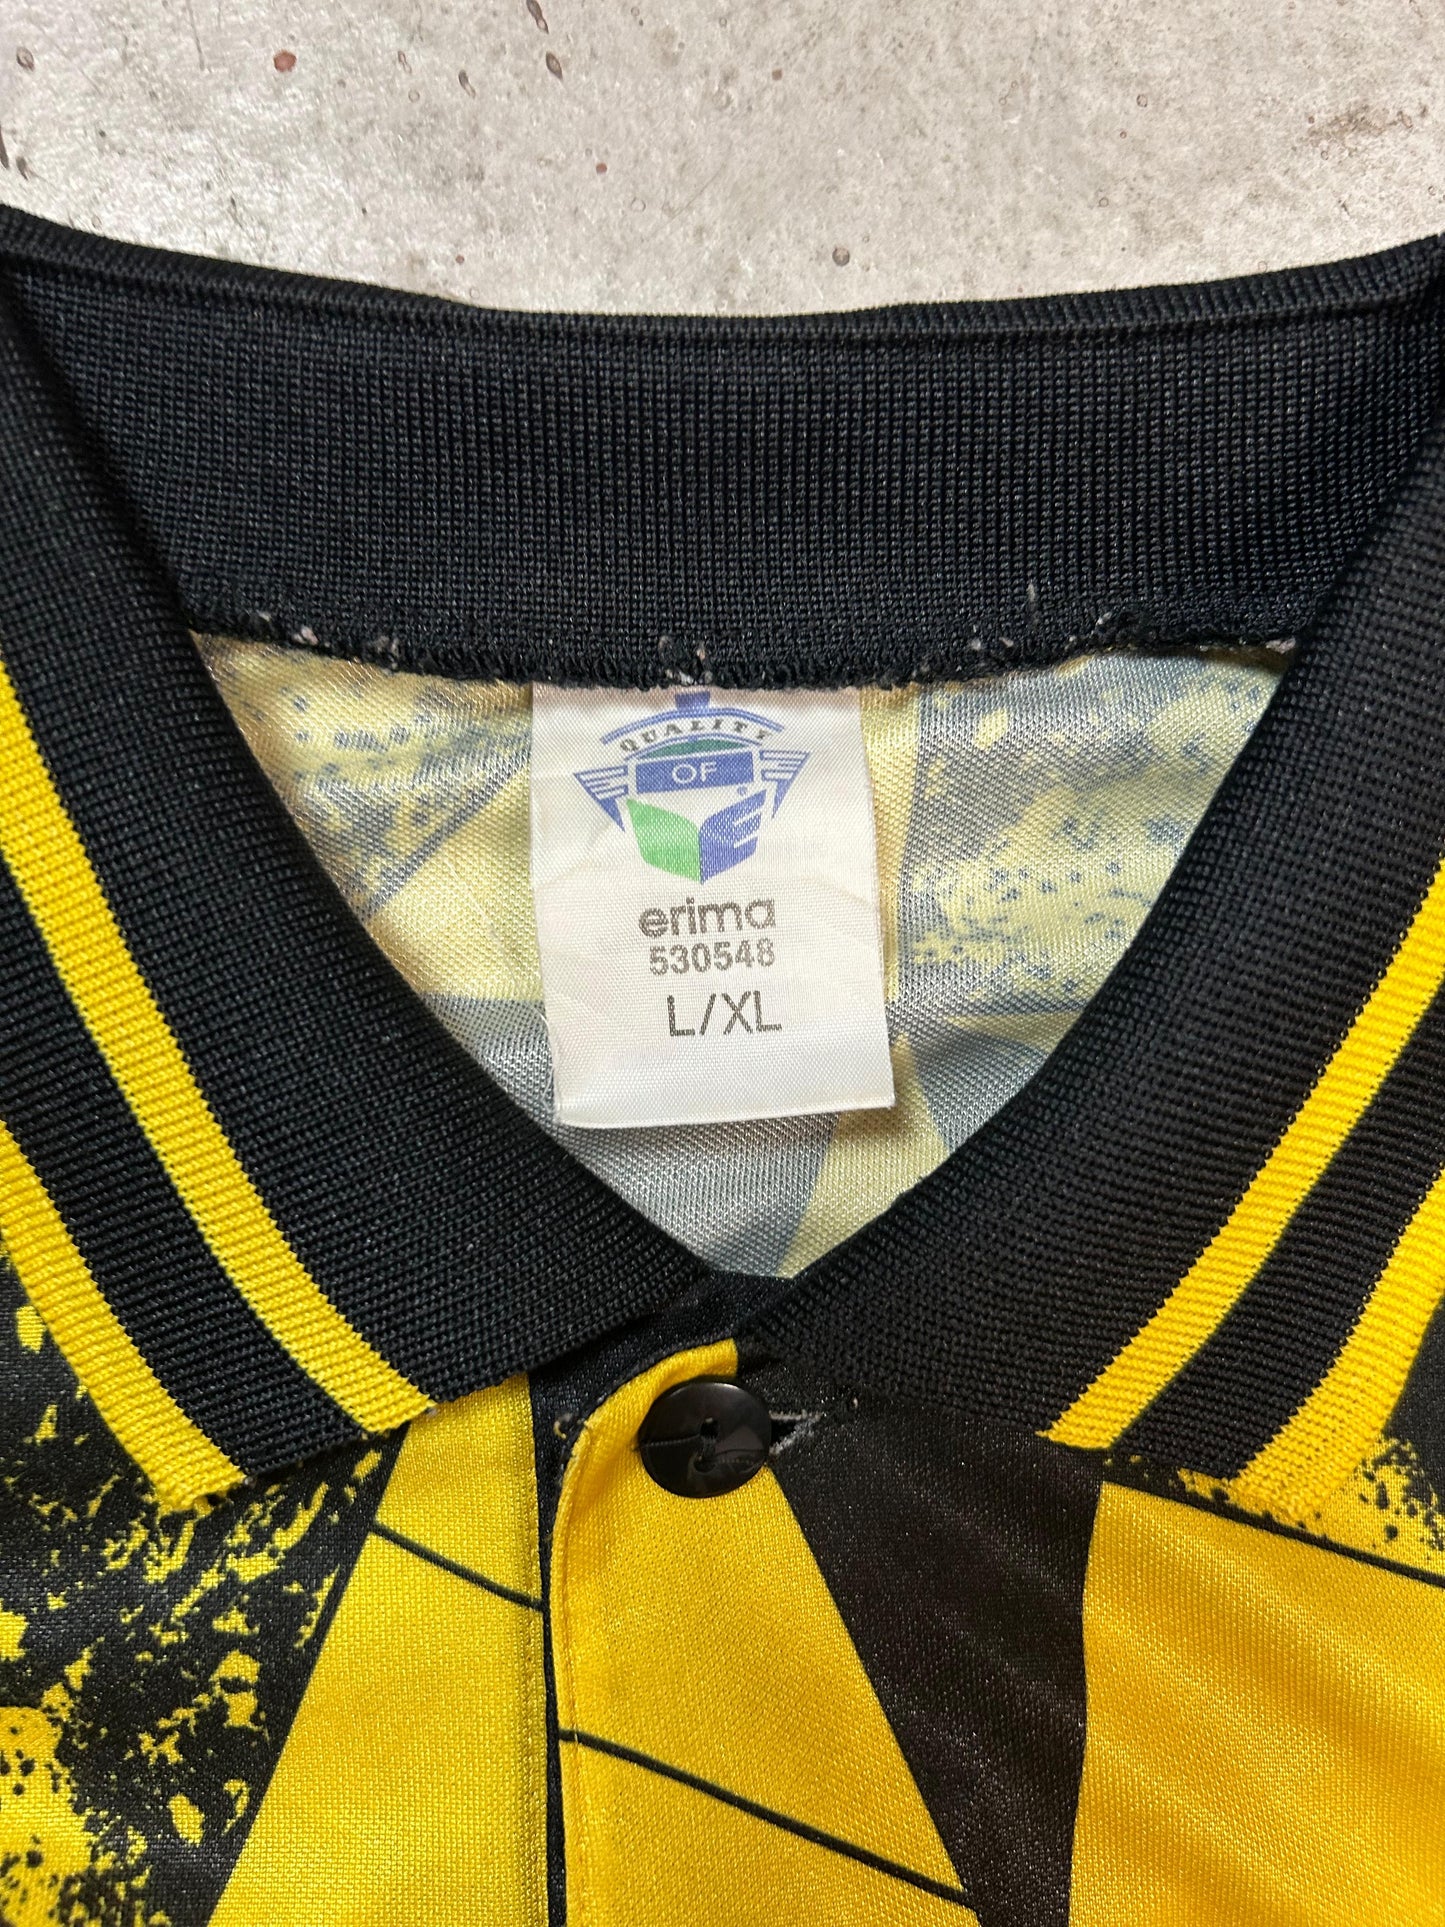 QUALITY
OF
®
erima
530548
L/XL